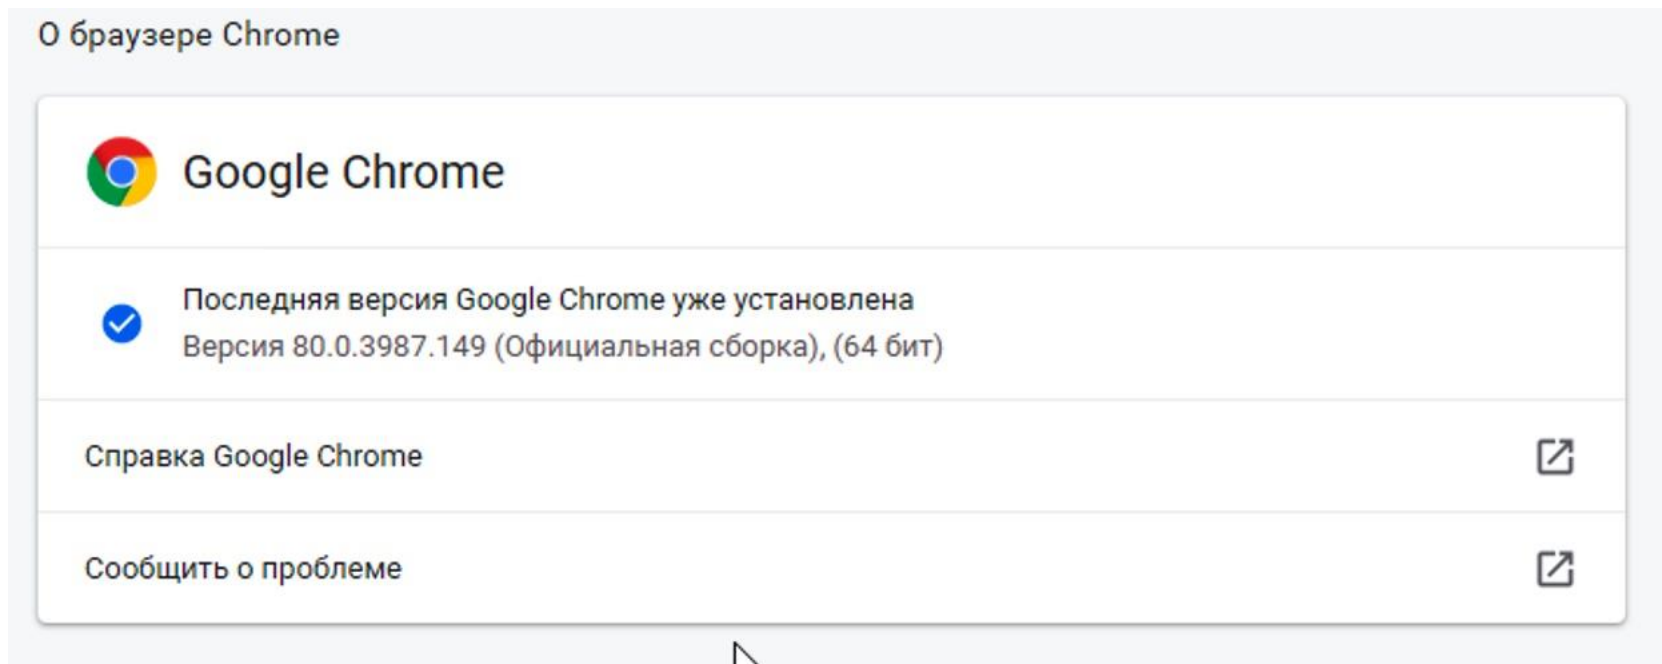 О браузере Chrome
Google Chrome
Последняя версия Google Chrome уже установлена
Версия 80.0.3987.149 (Официальная сборка), (64 бит)
Справка Google Chrome
Сообщить о проблеме